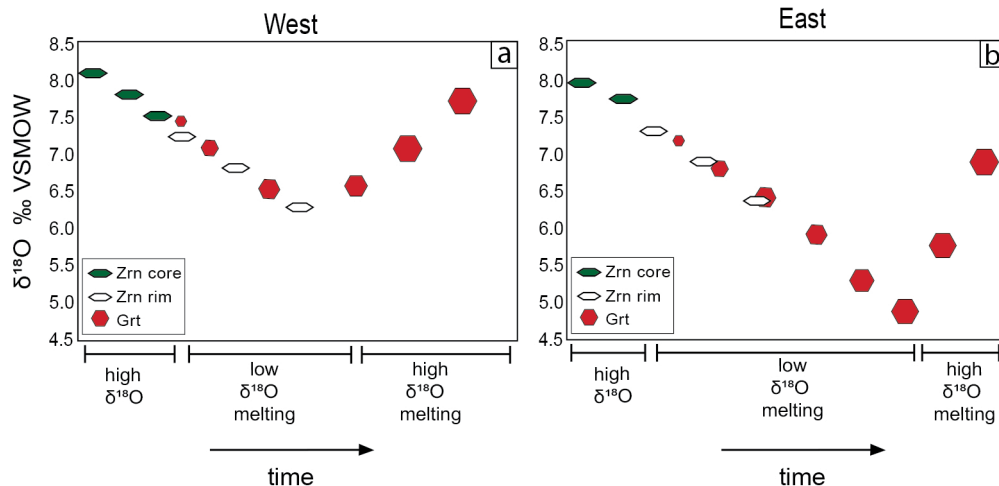 West
a
δ¹⁸O ‰ VSMOW
8.5
8.0
7.5
7.0
6.5
6.0
5.5
5.0
4.5
Zrn core
Zrn rim
Grt
high
δ¹⁸O
low
δ¹⁸O
melting
high
δ¹⁸O
melting
time
East
b
8.5
8.0
7.5
7.0
6.5
6.0
5.5
5.0
4.5
Zrn core
Zrn rim
Grt
high
δ¹⁸O
low
δ¹⁸O
melting
high
δ¹⁸O
melting
time